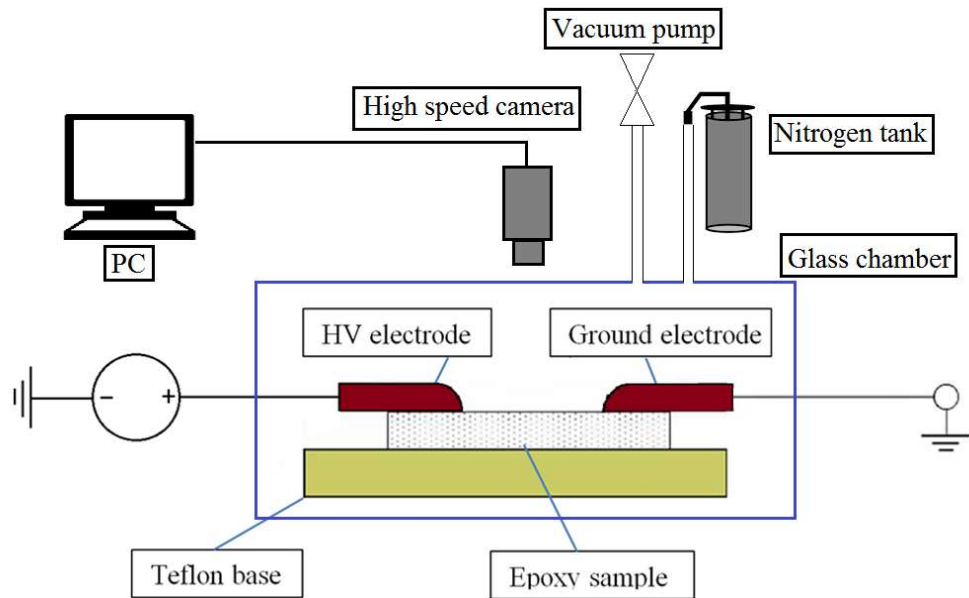 Vacuum pump
High speed camera
Nitrogen tank
PC
Glass chamber
HV electrode
Ground electrode
- +
Teflon base
Epoxy sample